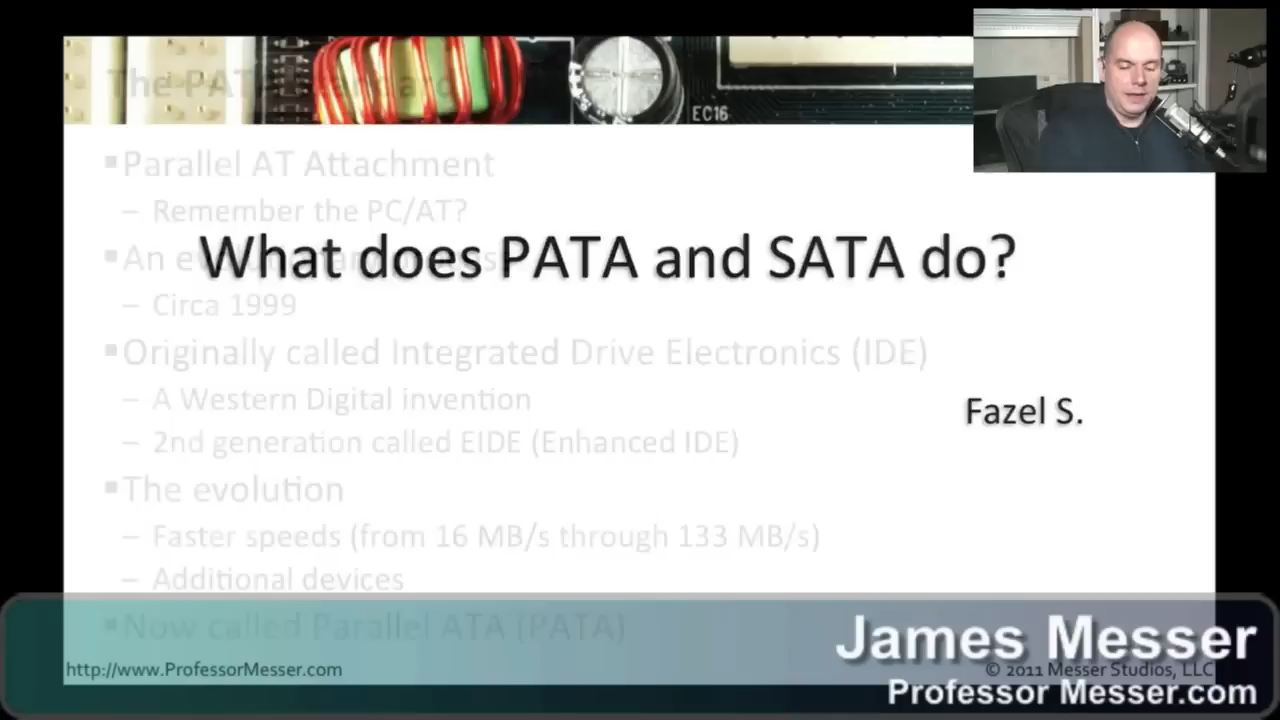 EC16
Parallel AT Attachment
– Remember the PC/AT?
What does PATA and SATA do?
– Circa 1999
Originally called Integrated Drive Electronics (IDE)
– A Western Digital invention
Fazel S.
– 2nd generation called EIDE (Enhanced IDE)
The evolution
– Faster speeds (from 16 MB/s through 133 MB/s)
– Additional devices
Now called Parallel ATA (PATA)
James Messer
http://www.ProfessorMesser.com
© 2011 Messer Studios, LLC
Professor Messer.com